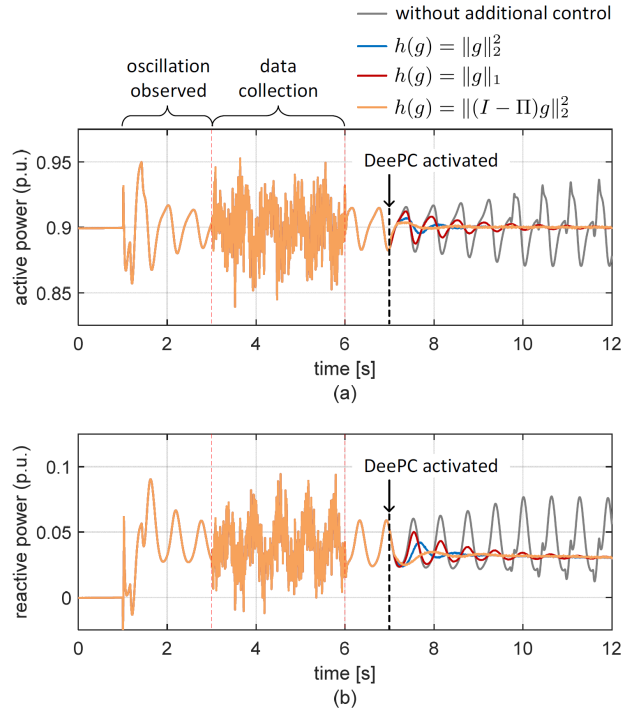 without additional control
h(g) = ‖g‖₂²
h(g) = ‖g‖₁
h(g) = ‖(I − Π)g‖₂²
oscillation
observed
data
collection
DeePC activated
active power (p.u.)
0.95
0.9
0.85
0 2 4 6 8 10 12
time [s]
(a)
DeePC activated
reactive power (p.u.)
0.1
0.050
0
0 2 4 6 8 10 12
time [s]
(b)